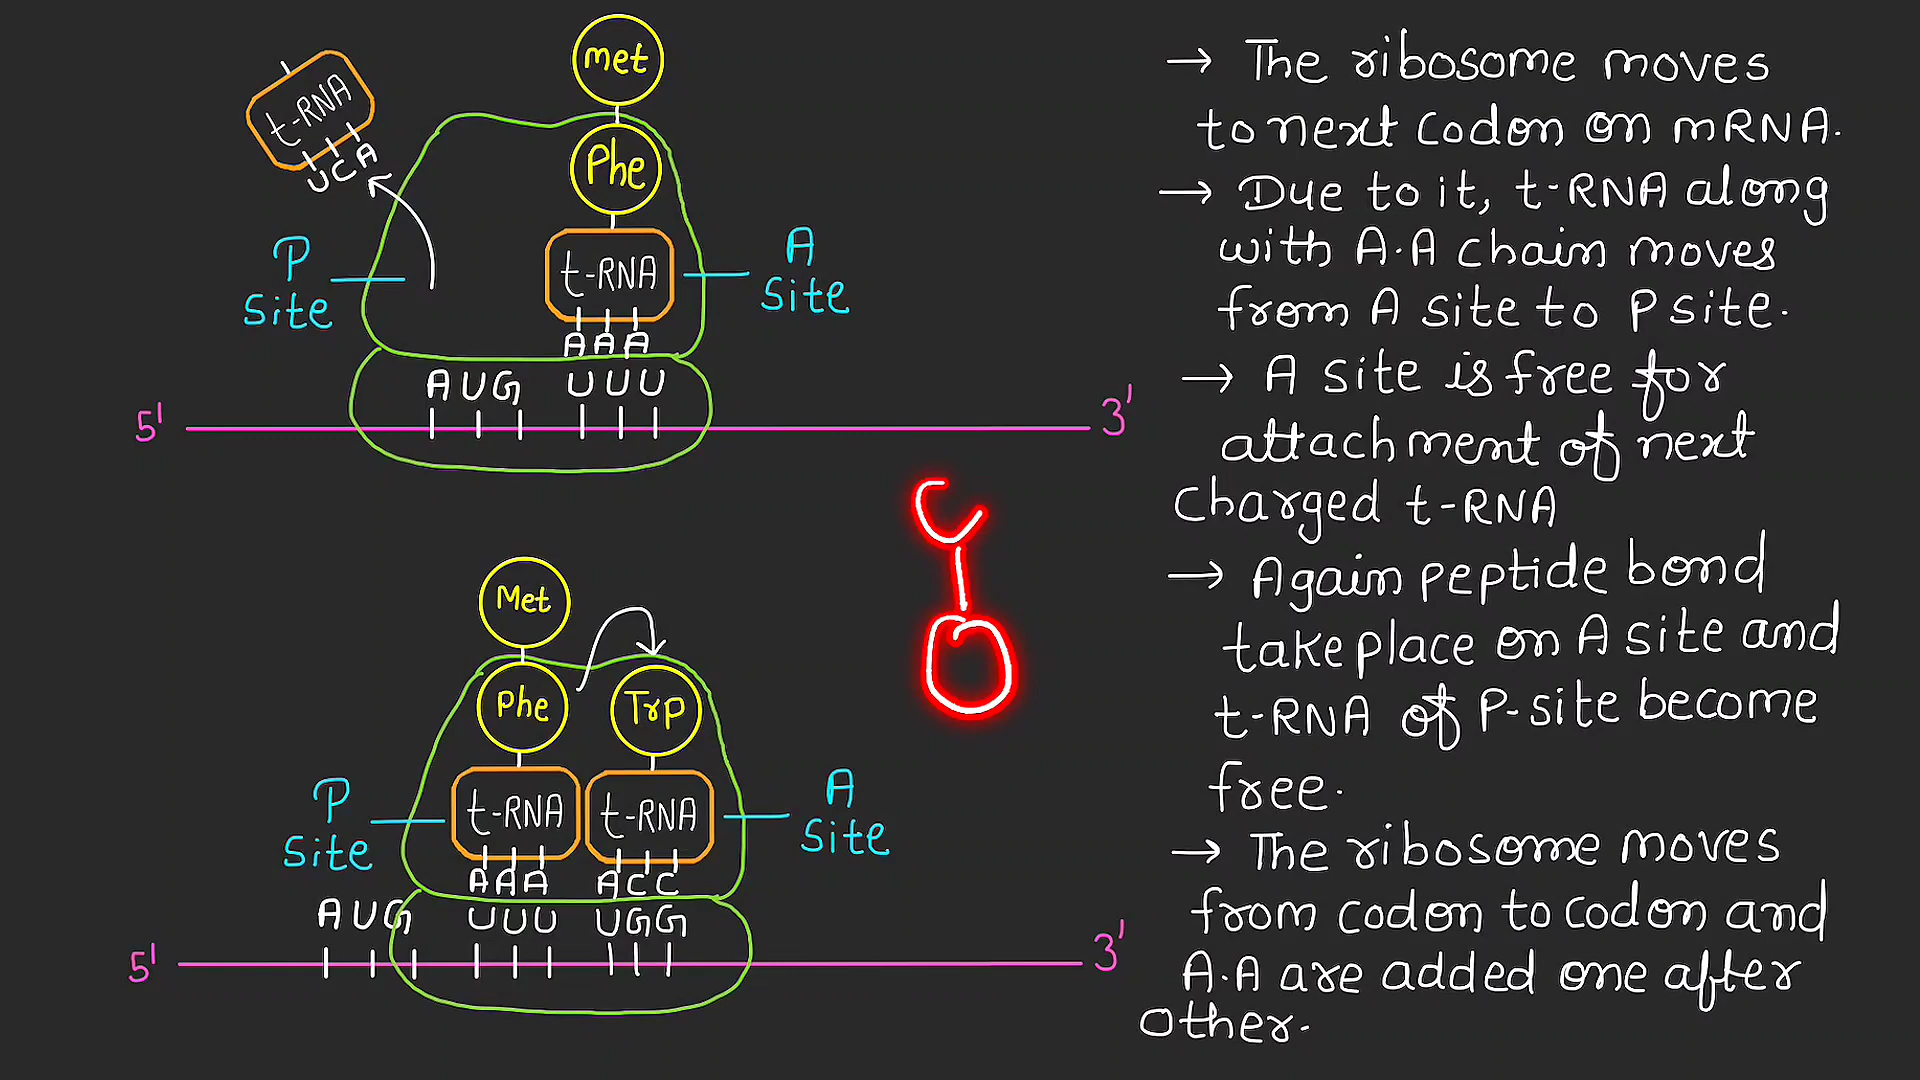 met
t-RNA
UCA
Phe
P
site
t-RNA
A
site
AAA
AUG UUU
5' 3'
Met
Phe Trp
P
site
t-RNA t-RNA
A
site
AAA ACC
AUG UUU UGG
5' 3'
→ The ribosome moves
to next codon on mRNA.
→ Due to it, t-RNA along
with A.A chain moves
from A site to P site.
→ A site is free for
attachment of next
Charged t-RNA
→ Again peptide bond
take place on A site and
t-RNA of P-site become
free.
→ The ribosome moves
from codon to codon and
A.A are added one after
other.